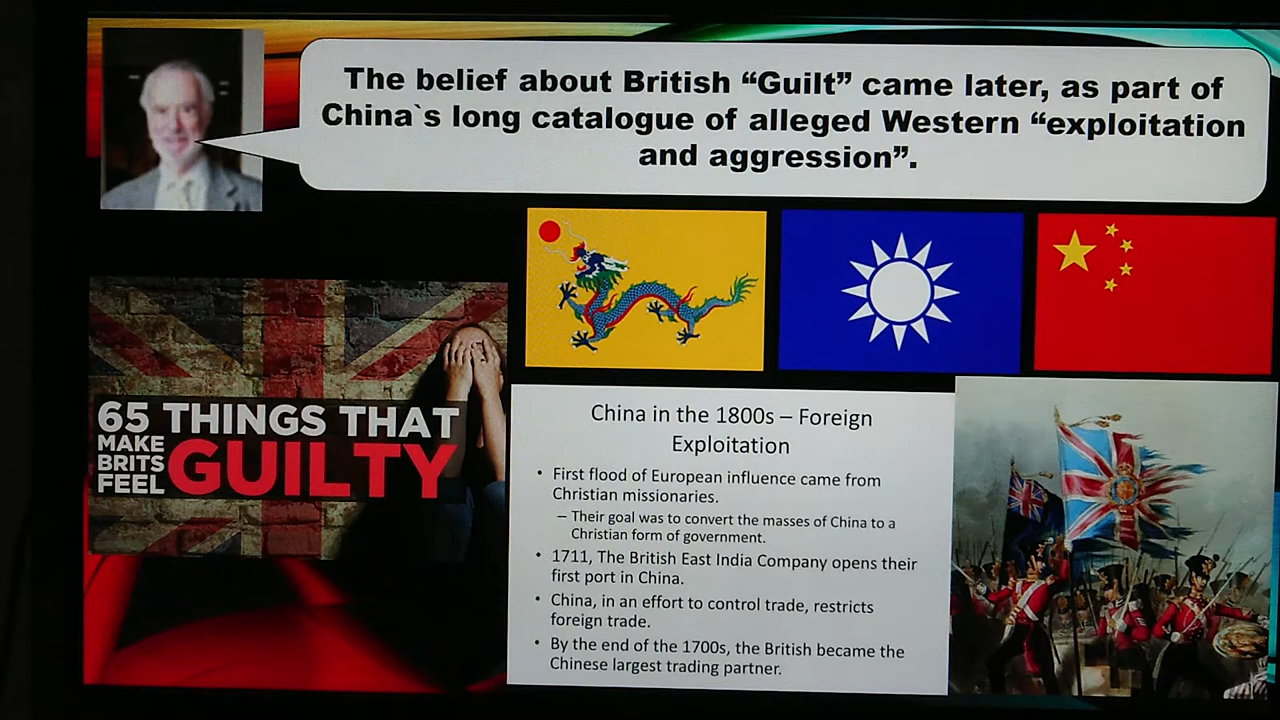 The belief about British “Guilt” came later, as part of
China`s long catalogue of alleged Western “exploitation
and aggression”.
65 THINGS THAT
MAKE
BRITS
FEEL
GUILTY
China in the 1800s – Foreign
Exploitation
• First flood of European influence came from
Christian missionaries.
– Their goal was to convert the masses of China to a
Christian form of government.
• 1711, The British East India Company opens their
first port in China.
• China, in an effort to control trade, restricts
foreign trade.
• By the end of the 1700s, the British became the
Chinese largest trading partner.